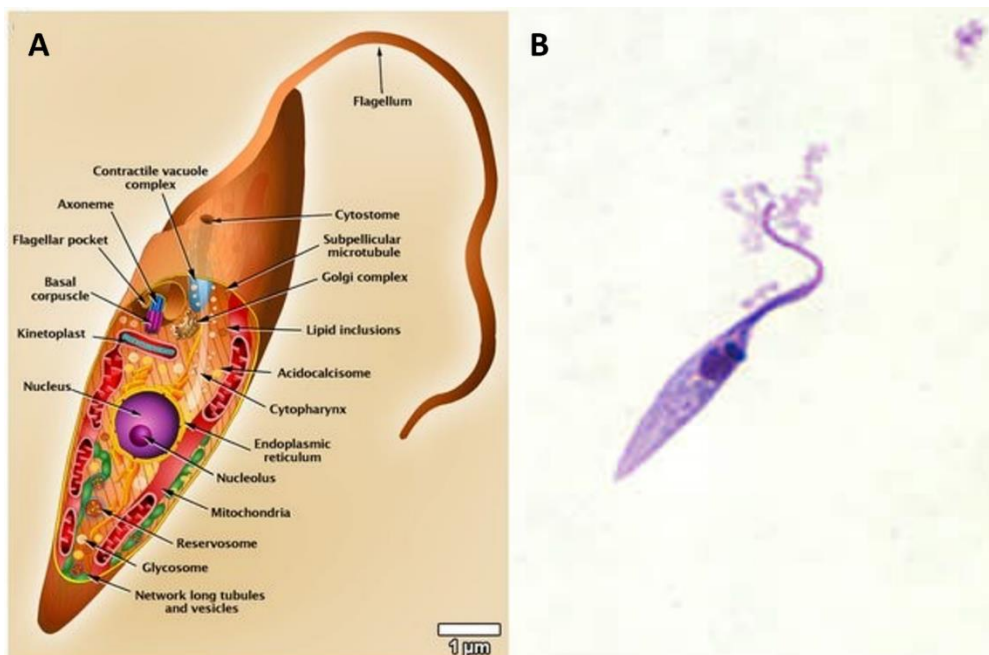 A
B
Flagellum
Contractile vacuole
complex
Axoneme
Cytostome
Flagellar pocket
Subpellicular
microtubule
Golgi complex
Basal
corpuscle
Kinetoplast
Lipid inclusions
Acidocalcisome
Nucleus
Cytopharynx
Endoplasmic
reticulum
Nucleolus
Mitochondria
Reservosome
Glycosome
Network long tubules
and vesicles
1 µm